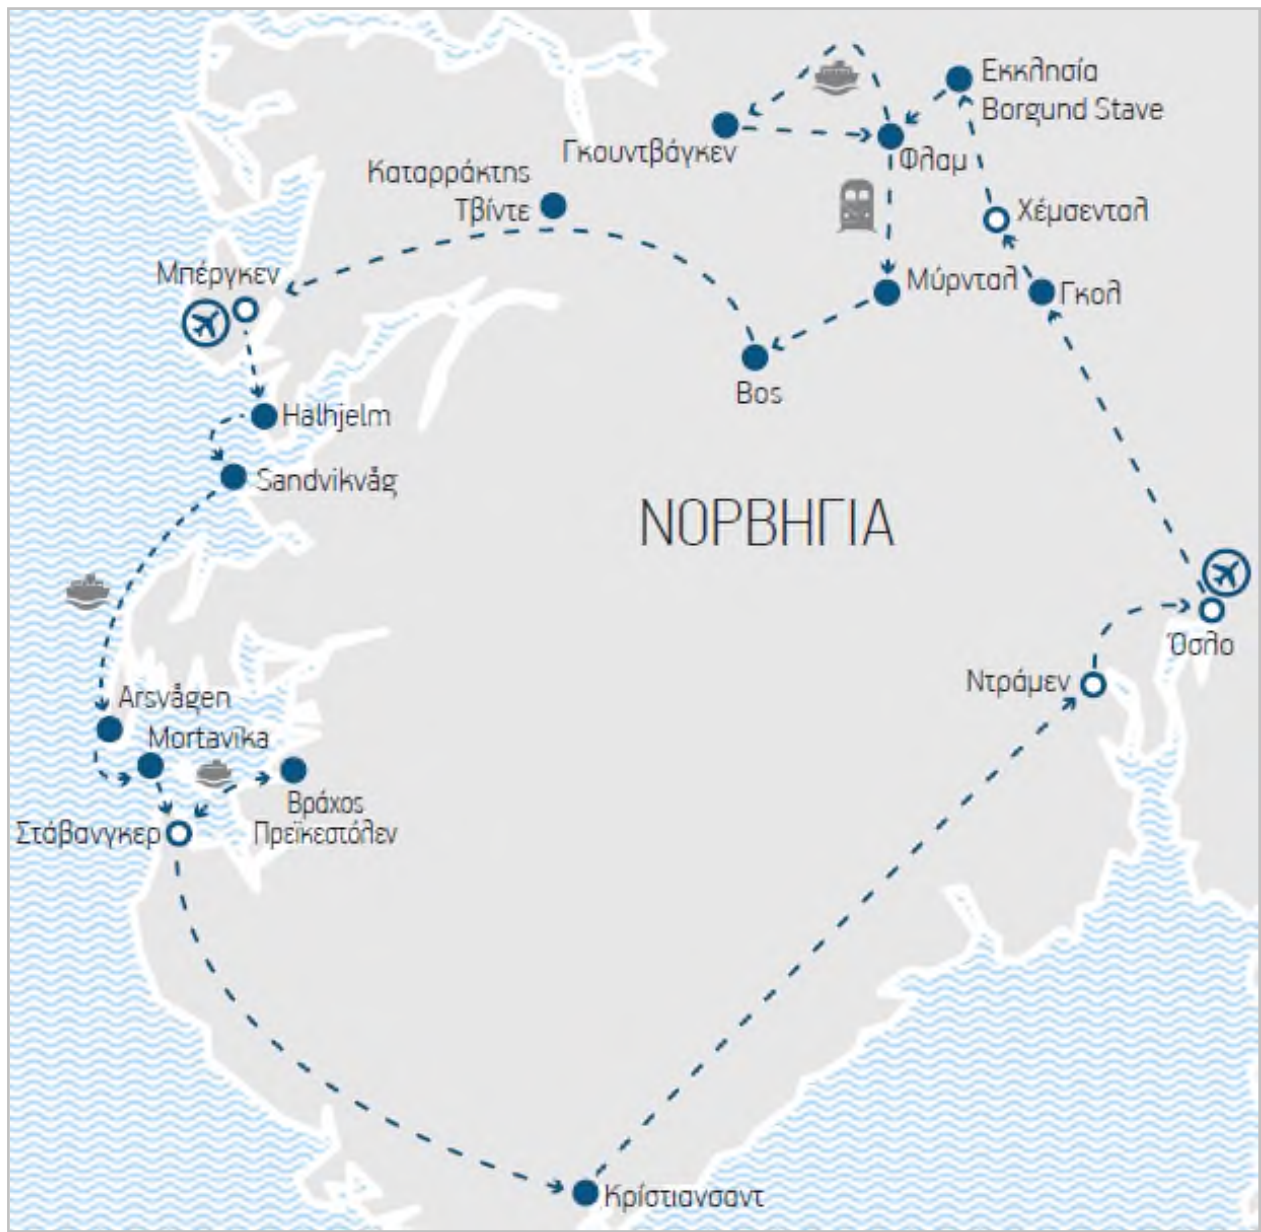 Εκκλησία
Borgund Stave
Γκουντβάγκεν
Φλαμ
Καταρράκτης
Τβίντε
Χέμσενταλ
Μπέργκεν
Μύρνταλ
Γκολ
Βος
Halhjelm
Sandvikvåg
ΝΟΡΒΗΓΙΑ
Όσλο
Ντράμεν
Arsvågen
Mortavika
Βράχος
Πρεϊκεστόλεν
Στάβανγκερ
Κρίστιανσαντ